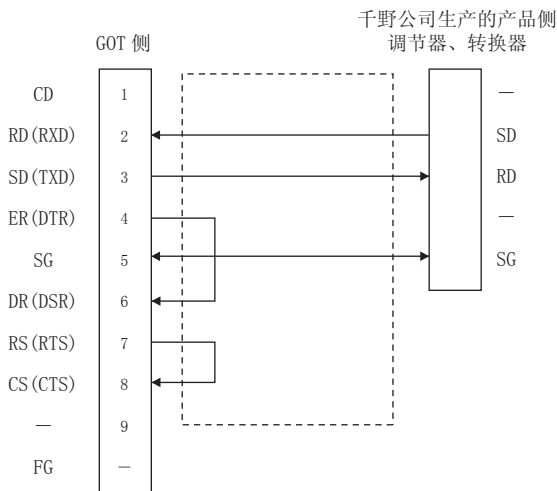 千野公司生产的产品侧
GOT 侧
调节器、转换器
CD 1 —
RD(RXD) 2 SD
SD(TXD) 3 RD
ER(DTR) 4 —
SG 5 SG
DR(DSR) 6
RS(RTS) 7
CS(CTS) 8
— 9
FG —